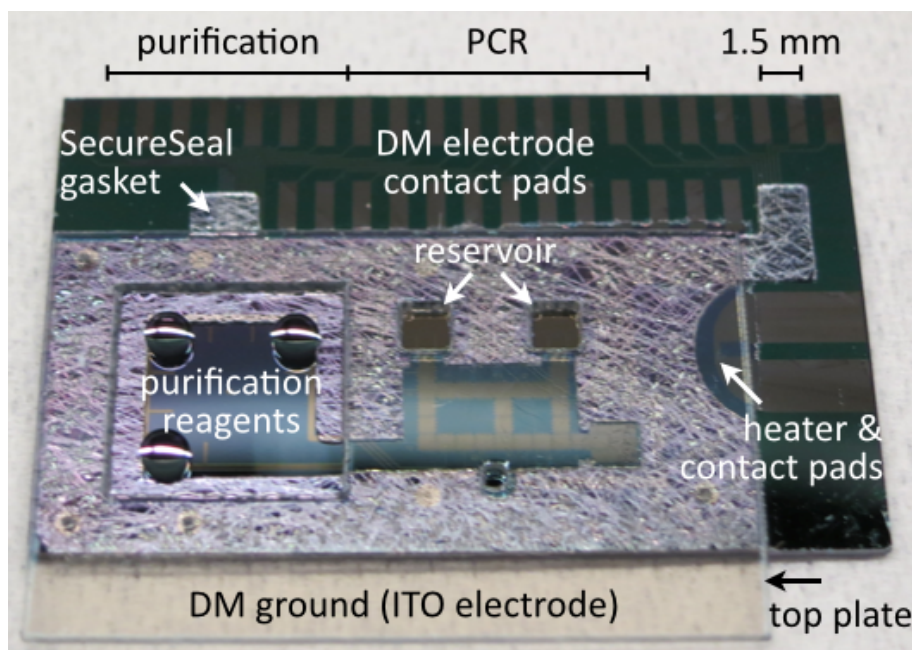 purification
PCR
1.5 mm
SecureSeal
gasket
DM electrode
contact pads
reservoir
purification
reagents
heater &
contact pads
DM ground (ITO electrode)
top plate